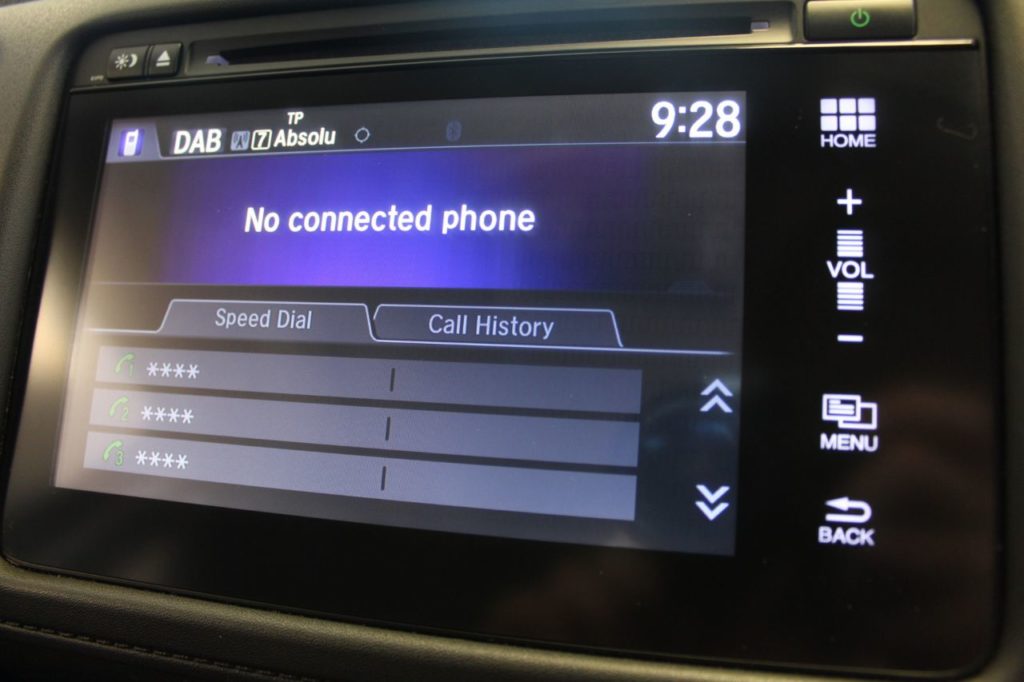 TP
DAB 7 Absolu 9:28
No connected phone
Speed Dial Call History
1 ****
2 ****
3 ****
HOME
+
VOL
−
MENU
BACK